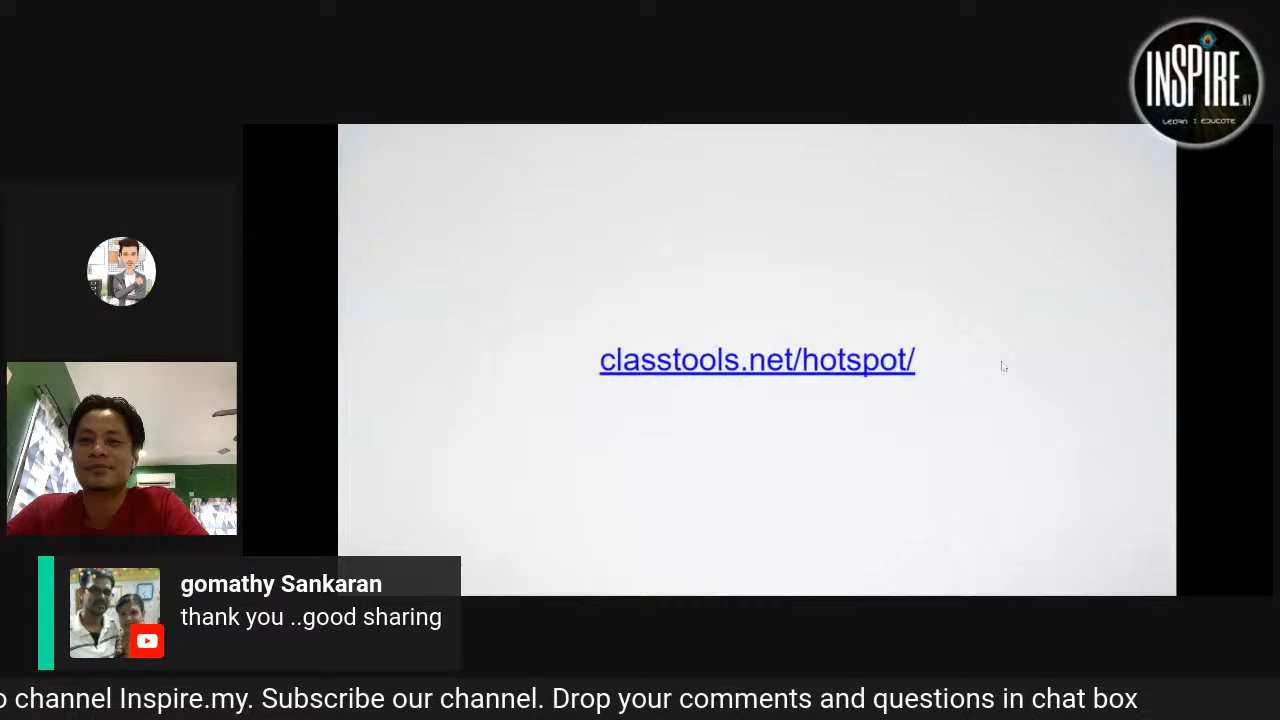 INSPIRE.MY
LEARN : EDUCATE
classtools.net/hotspot/
gomathy Sankaran
thank you ..good sharing
o channel Inspire.my. Subscribe our channel. Drop your comments and questions in chat box